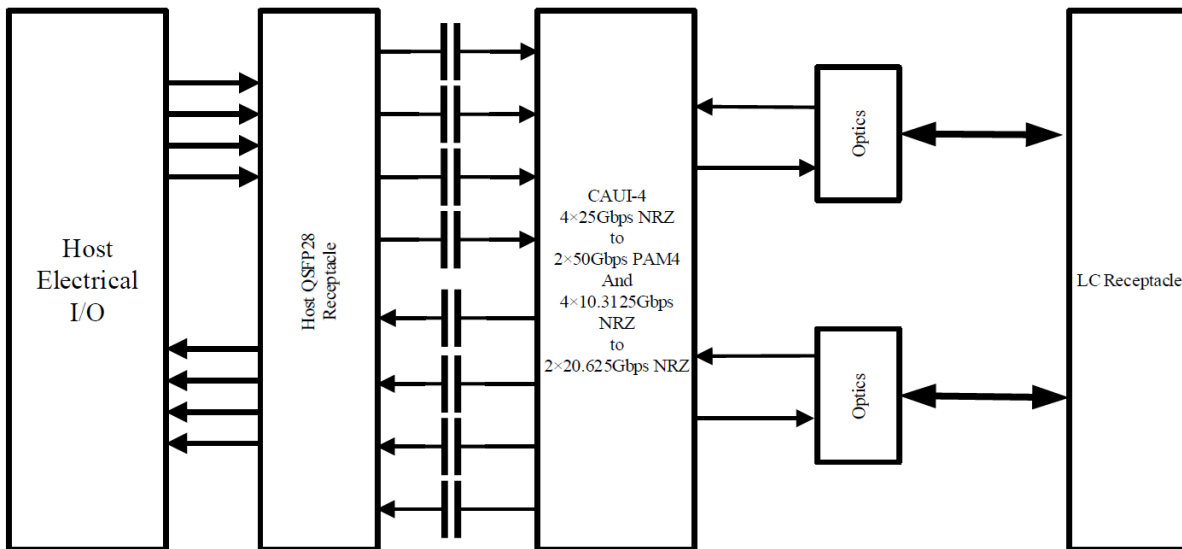 Host
Electrical
I/O
Host QSFP28
Receptacle
CAUI-4
4×25Gbps NRZ
to
2×50Gbps PAM4
And
4×10.3125Gbps
NRZ
to
2×20.625Gbps NRZ
Optics
Optics
LC Receptacle